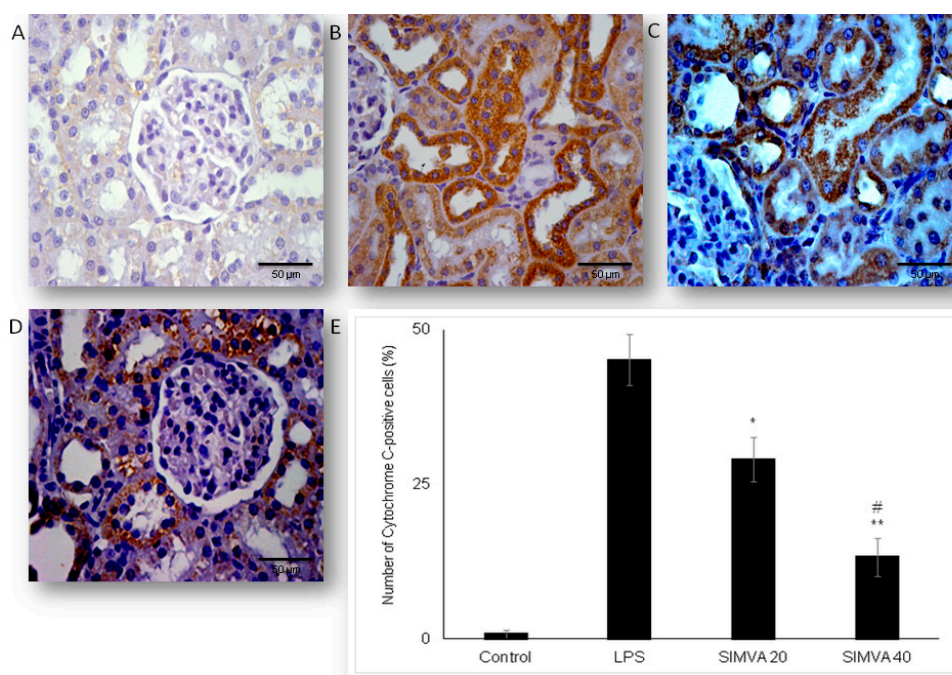 A
50 µm
B
50 µm
C
50 µm
D
50 µm
E
Number of Cytochrome C-positive cells (%)
50
25
0
*
#
**
Control
LPS
SIMVA 20
SIMVA 40